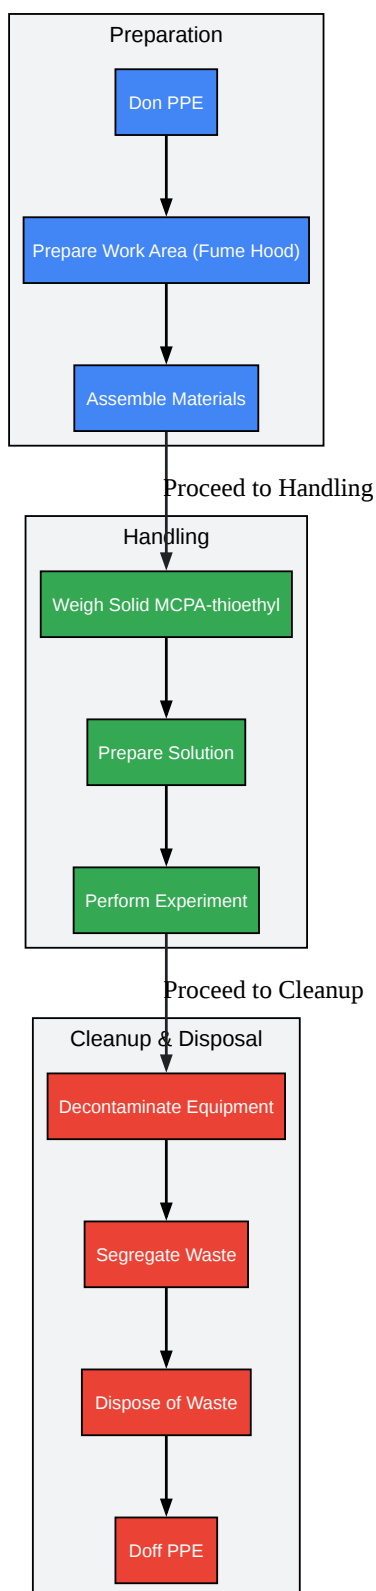 Preparation
Don PPE
Prepare Work Area (Fume Hood)
Assemble Materials
Proceed to Handling
Handling
Weigh Solid MCPA-thioethyl
Prepare Solution
Perform Experiment
Proceed to Cleanup
Cleanup & Disposal
Decontaminate Equipment
Segregate Waste
Dispose of Waste
Doff PPE